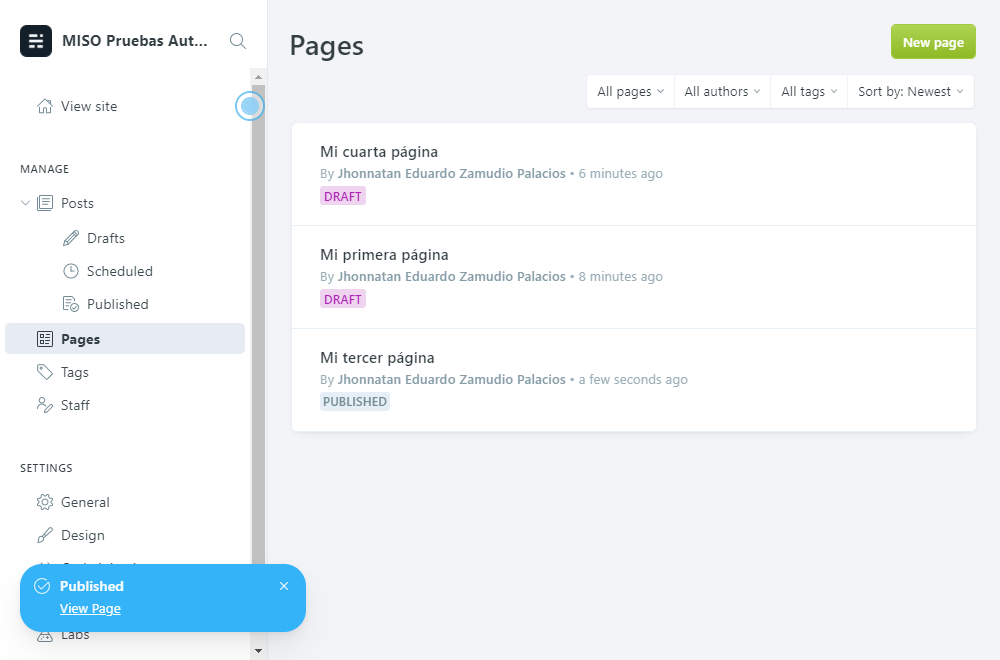 MISO Pruebas Aut...
View site
MANAGE
Posts
Drafts
Scheduled
Published
Pages
Tags
Staff
SETTINGS
General
Design
Published
View Page
Labs
Pages
New page
All pages
All authors
All tags
Sort by: Newest
Mi cuarta página
By Jhonnatan Eduardo Zamudio Palacios • 6 minutes ago
DRAFT
Mi primera página
By Jhonnatan Eduardo Zamudio Palacios • 8 minutes ago
DRAFT
Mi tercer página
By Jhonnatan Eduardo Zamudio Palacios • a few seconds ago
PUBLISHED